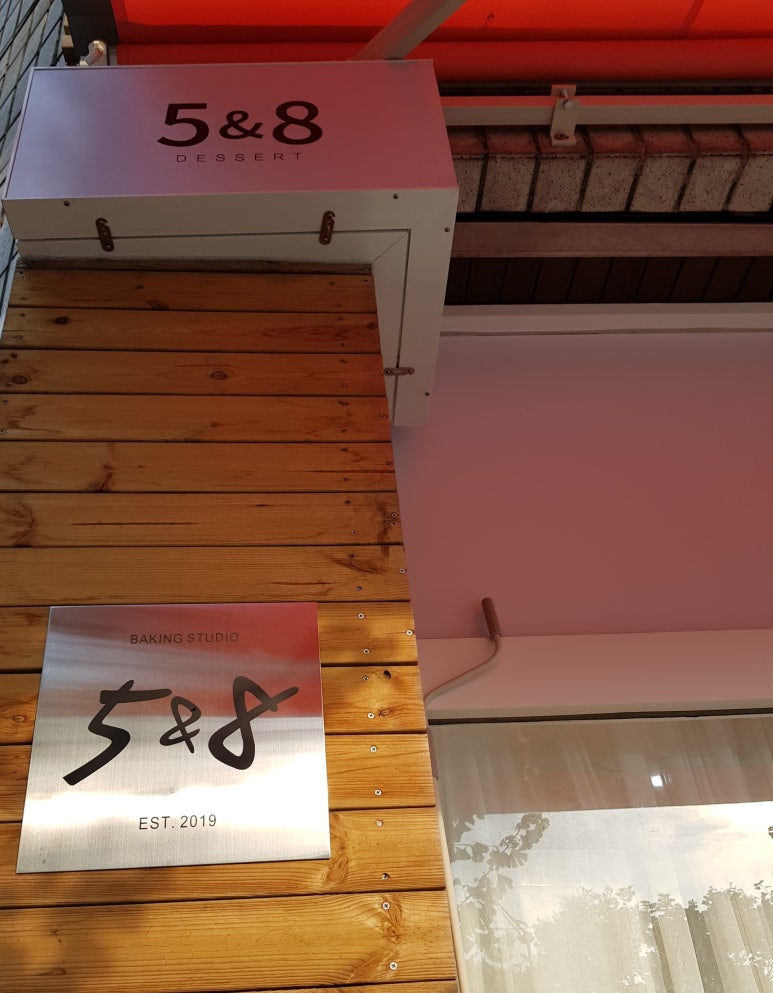 5&8
DESSERT
BAKING STUDIO
5&8
EST. 2019